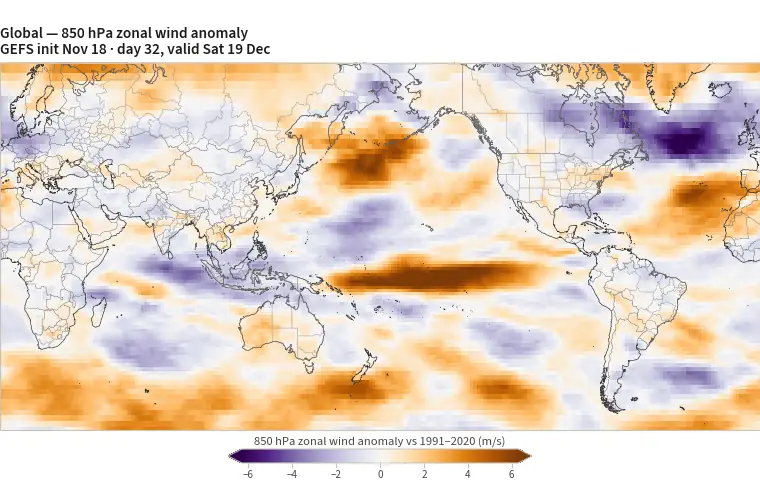 Global — 850 hPa zonal wind anomaly
GEFS init Nov 18 · day 32, valid Sat 19 Dec
850 hPa zonal wind anomaly vs 1991–2020 (m/s)
−6 −4 −2 0 2 4 6